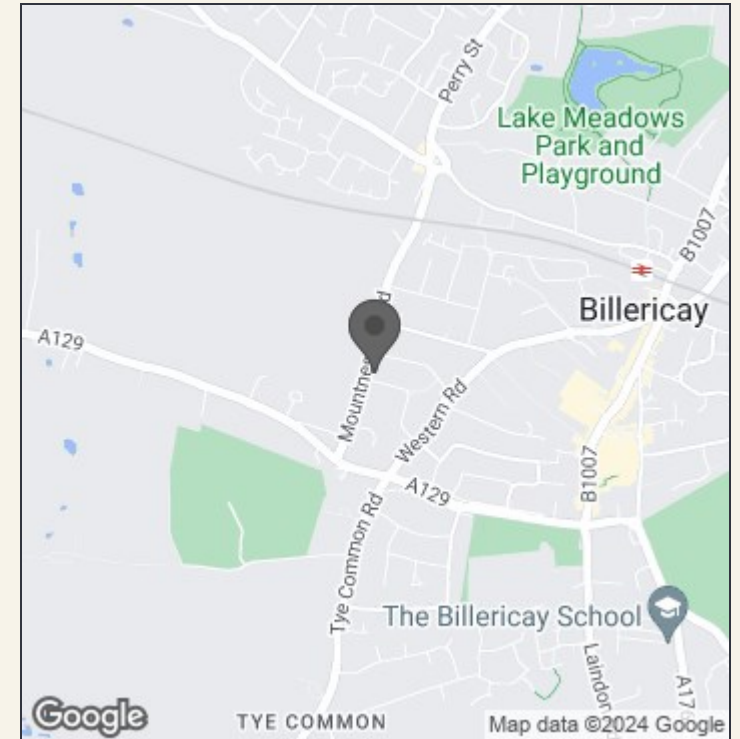 Perry St
Lake Meadows
Park and
Playground
B1007
Billericay
A129
Western Rd
B1007
A129
Tye Common Rd
The Billericay School
TYE COMMON
Google
Map data ©2024 Google